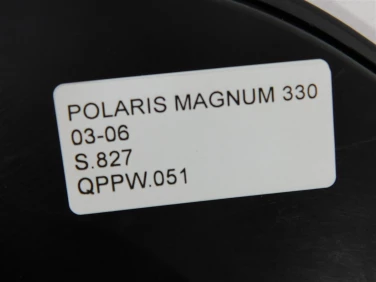 POLARIS MAGNUM 330
03-06
S.827
QPPW.051